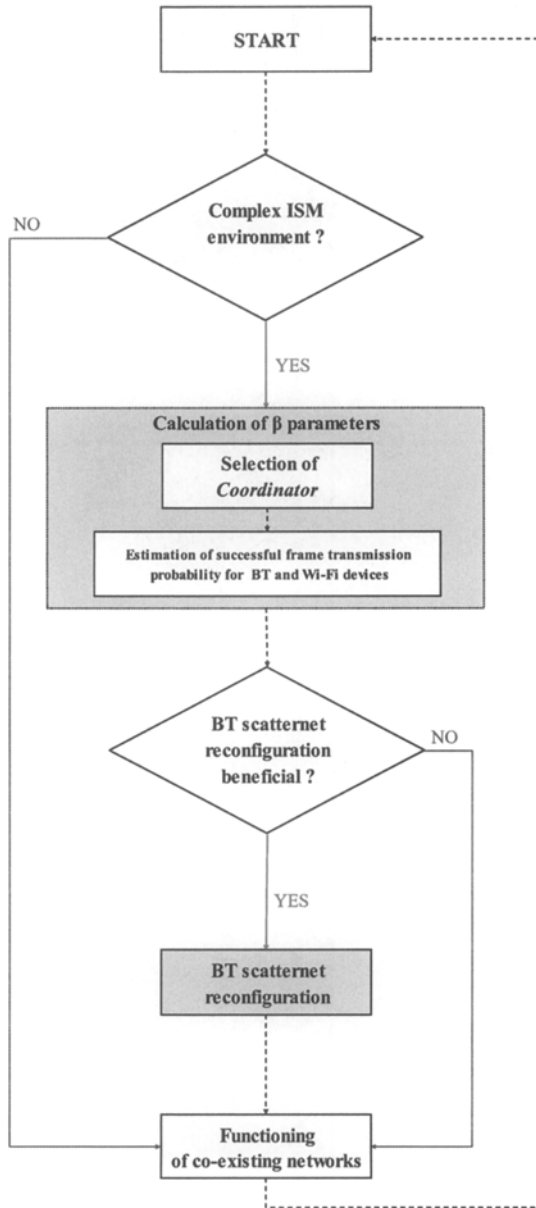 START
Complex ISM
environment ?
NO
YES
Calculation of β parameters
Selection of
Coordinator
Estimation of successful frame transmission
probability for BT and Wi-Fi devices
BT scatternet
reconfiguration
beneficial ?
NO
YES
BT scatternet
reconfiguration
Functioning
of co-existing networks